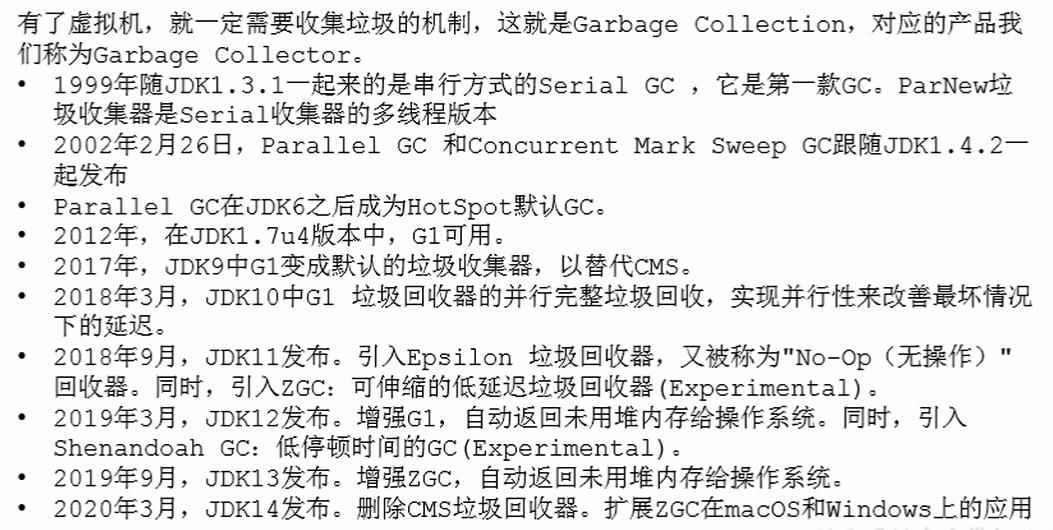 有了虚拟机，就一定需要收集垃圾的机制，这就是Garbage Collection，对应的产品我
们称为Garbage Collector。
• 1999年随JDK1.3.1一起来的是串行方式的Serial GC ，它是第一款GC。ParNew垃
圾收集器是Serial收集器的多线程版本
• 2002年2月26日，Parallel GC 和Concurrent Mark Sweep GC跟随JDK1.4.2一
起发布
• Parallel GC在JDK6之后成为HotSpot默认GC。
• 2012年，在JDK1.7u4版本中，G1可用。
• 2017年，JDK9中G1变成默认的垃圾收集器，以替代CMS。
• 2018年3月，JDK10中G1 垃圾回收器的并行完整垃圾回收，实现并行性来改善最坏情况
下的延迟。
• 2018年9月，JDK11发布。引入Epsilon 垃圾回收器，又被称为"No-Op（无操作）"
回收器。同时，引入ZGC：可伸缩的低延迟垃圾回收器(Experimental)。
• 2019年3月，JDK12发布。增强G1，自动返回未用堆内存给操作系统。同时，引入
Shenandoah GC：低停顿时间的GC(Experimental)。
• 2019年9月，JDK13发布。增强ZGC，自动返回未用堆内存给操作系统。
• 2020年3月，JDK14发布。删除CMS垃圾回收器。扩展ZGC在macOS和Windows上的应用